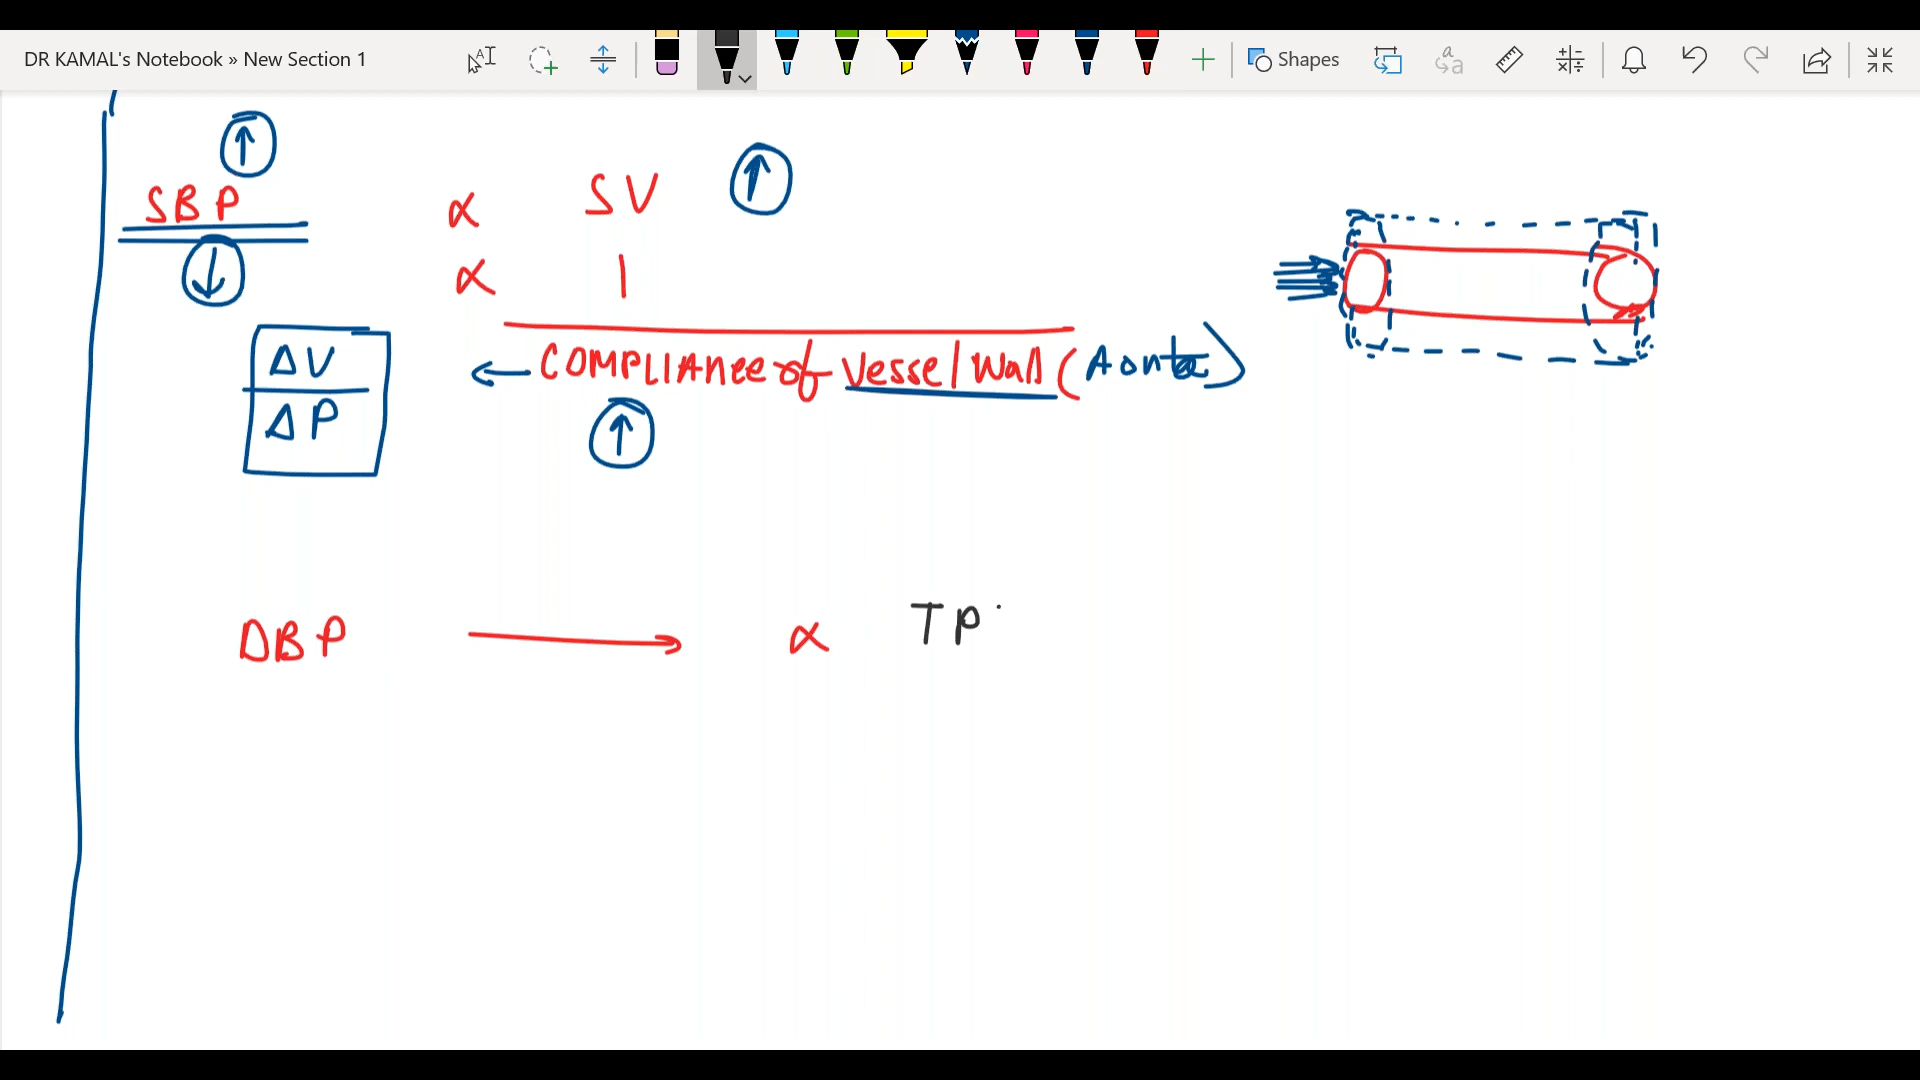 DR KAMAL's Notebook » New Section 1
Shapes
↑
SBP α SV ↑
↓ α 1
ΔV ← COMPLIANCE of Vessel Wall (Aorta)
ΔP ↑
DBP → α TP